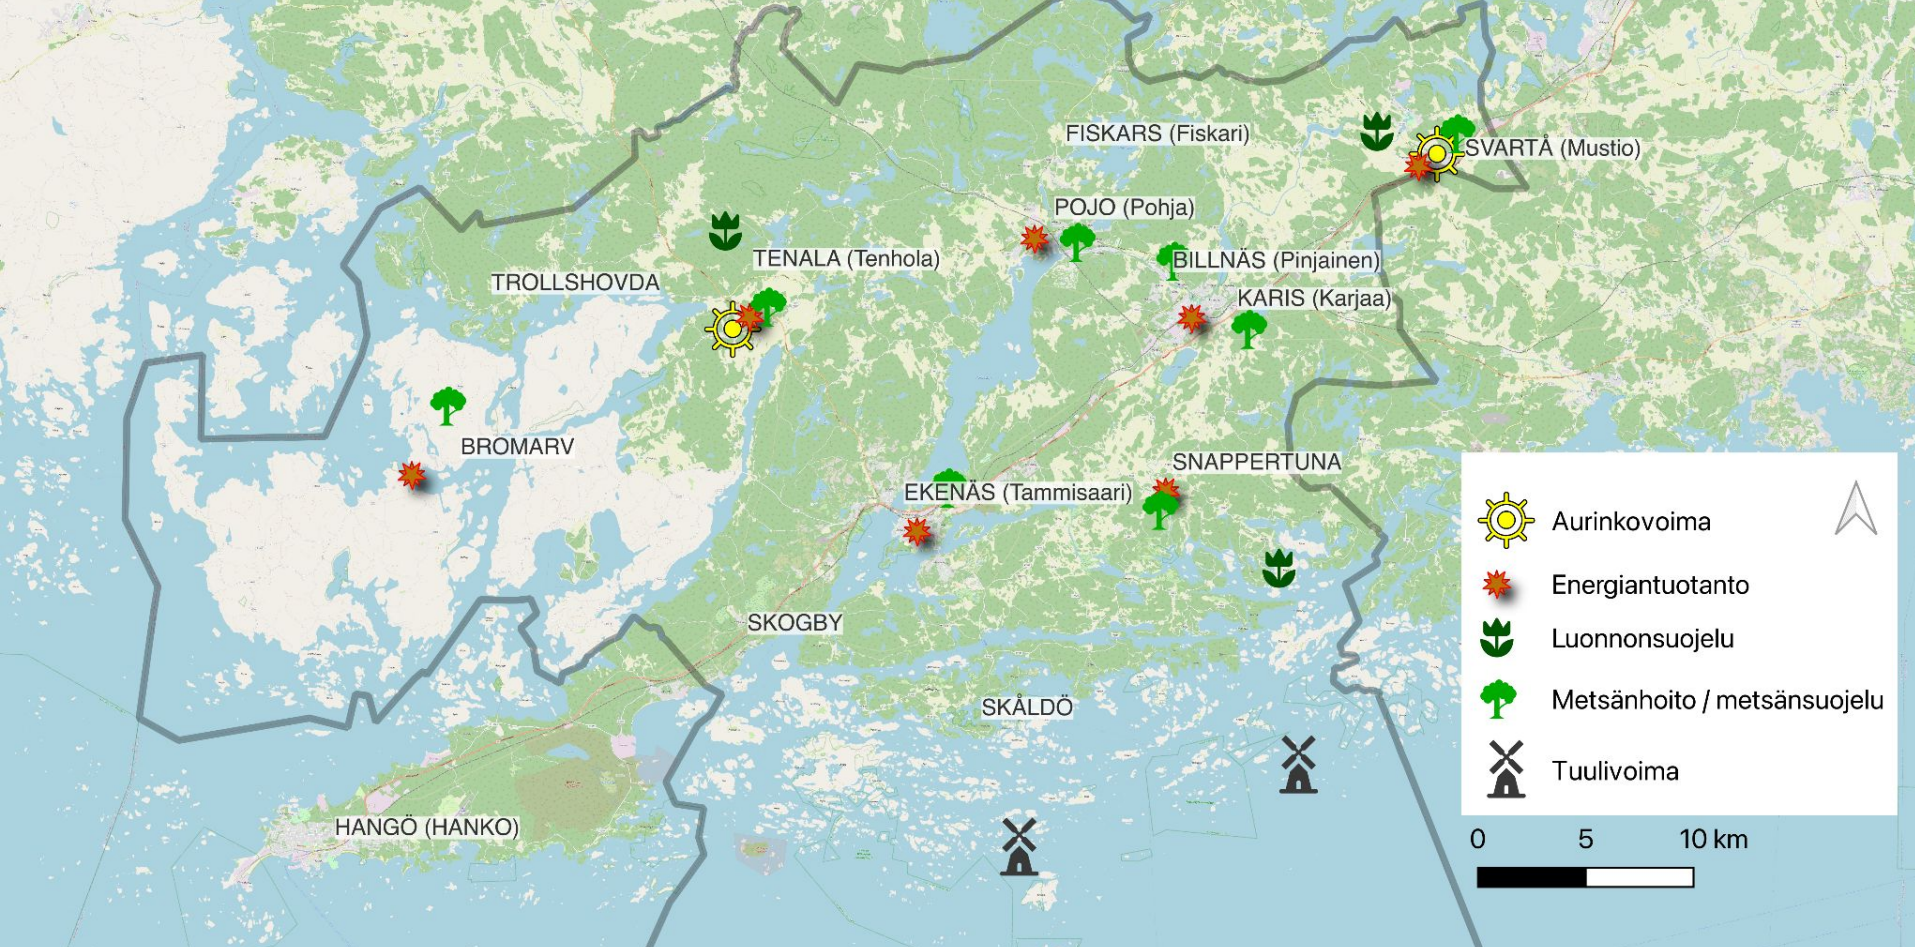 FISKARS (Fiskari)
SVARTÅ (Mustio)
POJO (Pohja)
TENALA (Tenhola)
BILLNÄS (Pinjainen)
TROLLSHOVDA
KARIS (Karjaa)
BROMARV
SNAPPERTUNA
EKENÄS (Tammisaari)
SKOGBY
SKÅLDÖ
HANGÖ (HANKO)
Aurinkovoima
Energiantuotanto
Luonnonsuojelu
Metsänhoito / metsänsuojelu
Tuulivoima
0 5 10 km